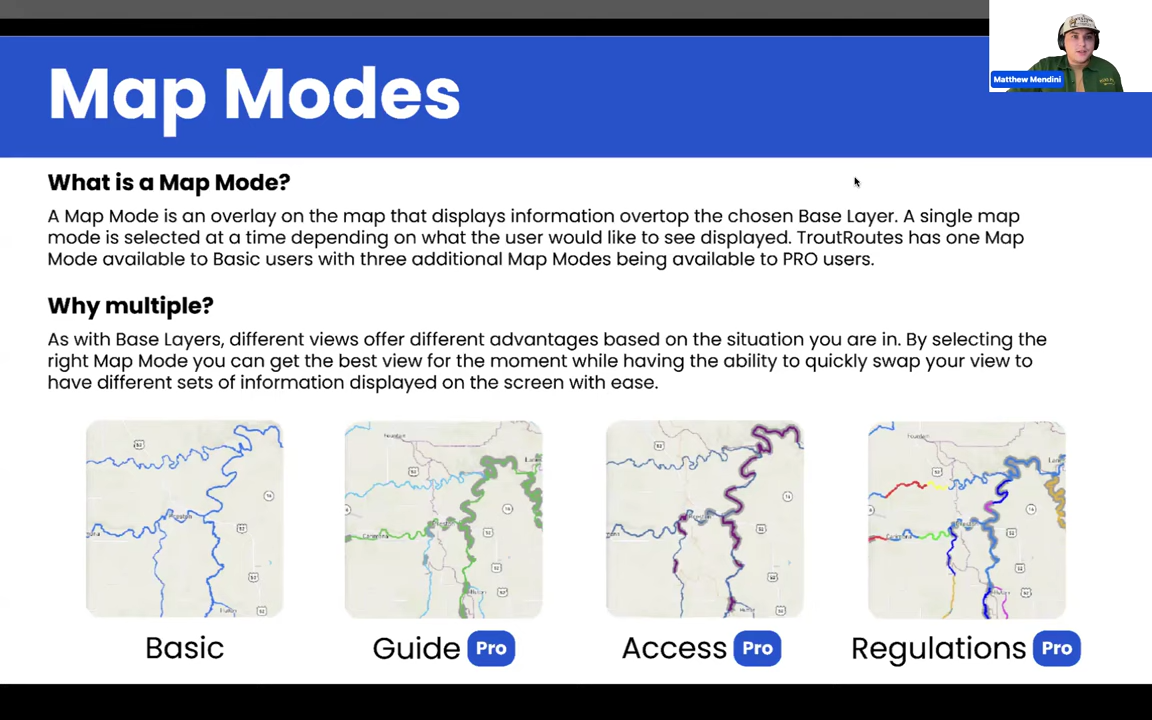 Matthew Mendini
Map Modes
What is a Map Mode?
A Map Mode is an overlay on the map that displays information overtop the chosen Base Layer. A single map
mode is selected at a time depending on what the user would like to see displayed. TroutRoutes has one Map
Mode available to Basic users with three additional Map Modes being available to PRO users.
Why multiple?
As with Base Layers, different views offer different advantages based on the situation you are in. By selecting the
right Map Mode you can get the best view for the moment while having the ability to quickly swap your view to
have different sets of information displayed on the screen with ease.
Basic
Guide Pro
Access Pro
Regulations Pro